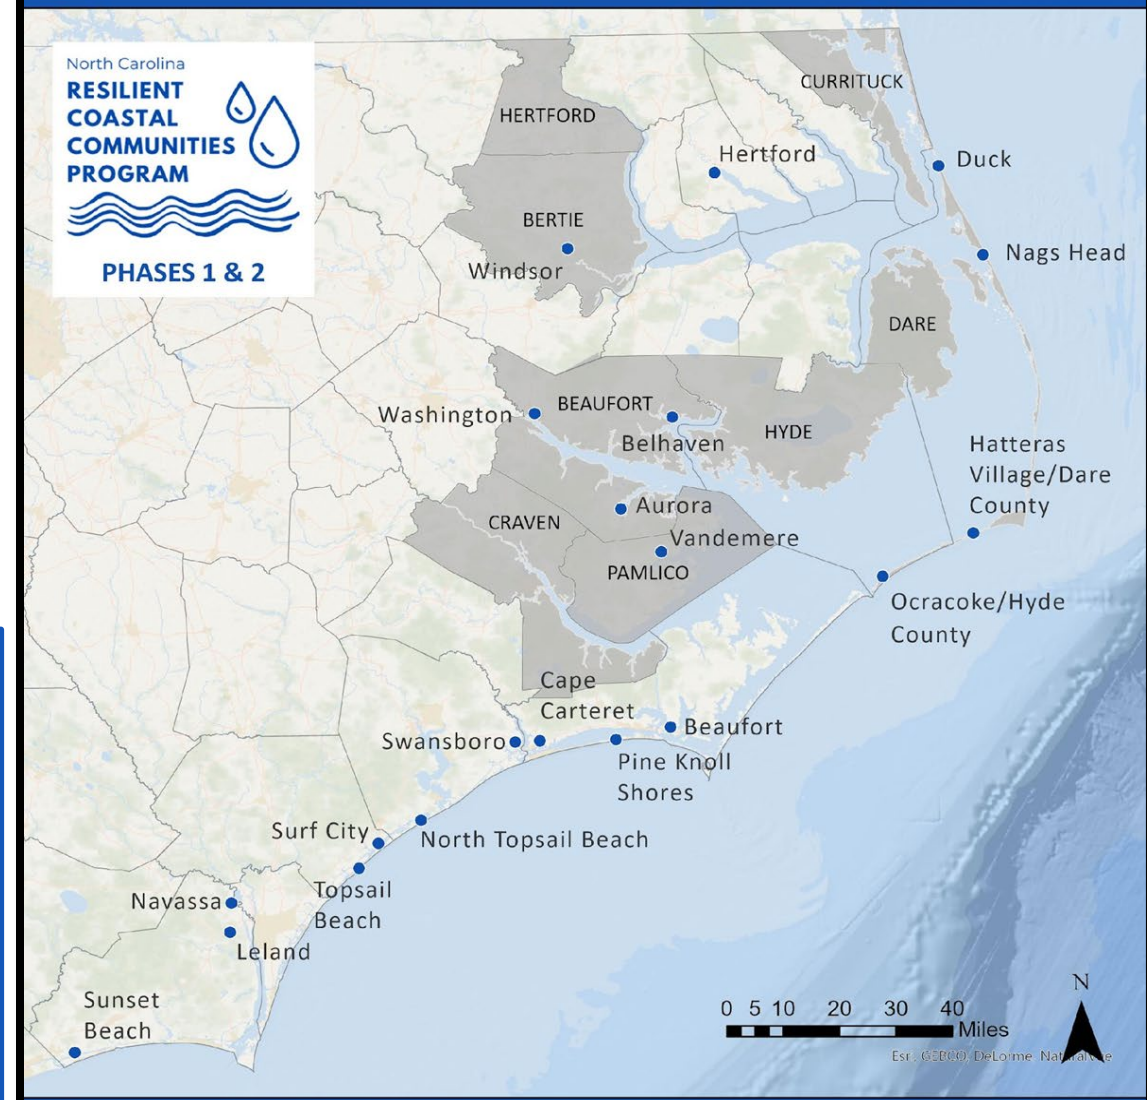 North Carolina
RESILIENT
COASTAL
COMMUNITIES
PROGRAM
PHASES 1 & 2
CURRITUCK
HERTFORD
Hertford
Duck
BERTIE
Windsor
Nags Head
DARE
BEAUFORT
Washington
Belhaven
HYDE
Hatteras
Village/Dare
County
Aurora
CRAVEN
Vandemere
PAMLICO
Ocracoke/Hyde
County
Cape
Carteret
Swansboro
Beaufort
Pine Knoll
Shores
Surf City
North Topsail Beach
Topsail
Beach
Navassa
Leland
Sunset
Beach
N
0 5 10 20 30 40
Miles
GEBCO, DeLorme,